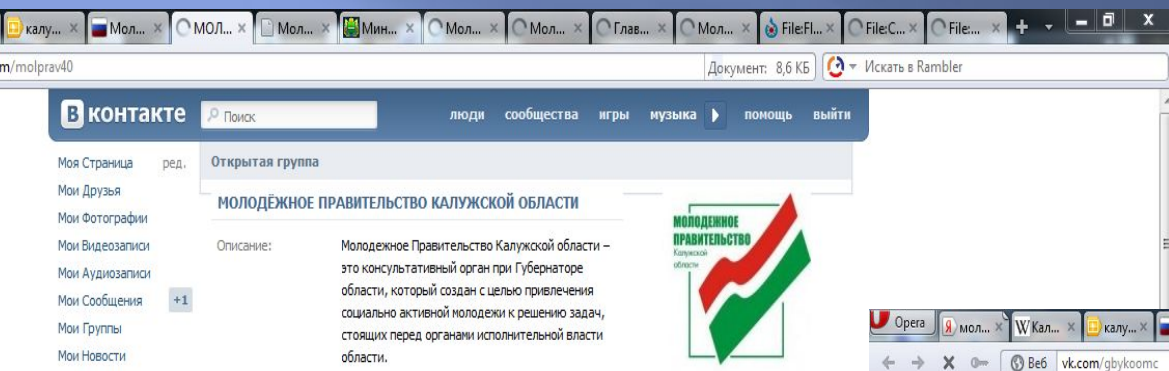 калу... Мол... МОЛ... Мол... Мин... Мол... Мол... Глав... Мол... File:Fl... File:C... File:...
m/molprav40 Документ: 8,6 КБ Искать в Rambler
В контакте Поиск люди сообщества игры музыка помощь выйти
Моя Страница ред. Открытая группа
Мои Друзья
МОЛОДЁЖНОЕ ПРАВИТЕЛЬСТВО КАЛУЖСКОЙ ОБЛАСТИ
Мои Фотографии
Мои Видеозаписи
Мои Аудиозаписи
Мои Сообщения +1
Мои Группы
Мои Новости
Описание: Молодежное Правительство Калужской области –
это консультативный орган при Губернаторе
области, который создан с целью привлечения
социально активной молодежи к решению задач,
стоящих перед органами исполнительной власти
области.
МОЛОДЕЖНОЕ
ПРАВИТЕЛЬСТВО
Калужской
области
Opera мол... Кал... калу...
Веб vk.com/gbykoomc